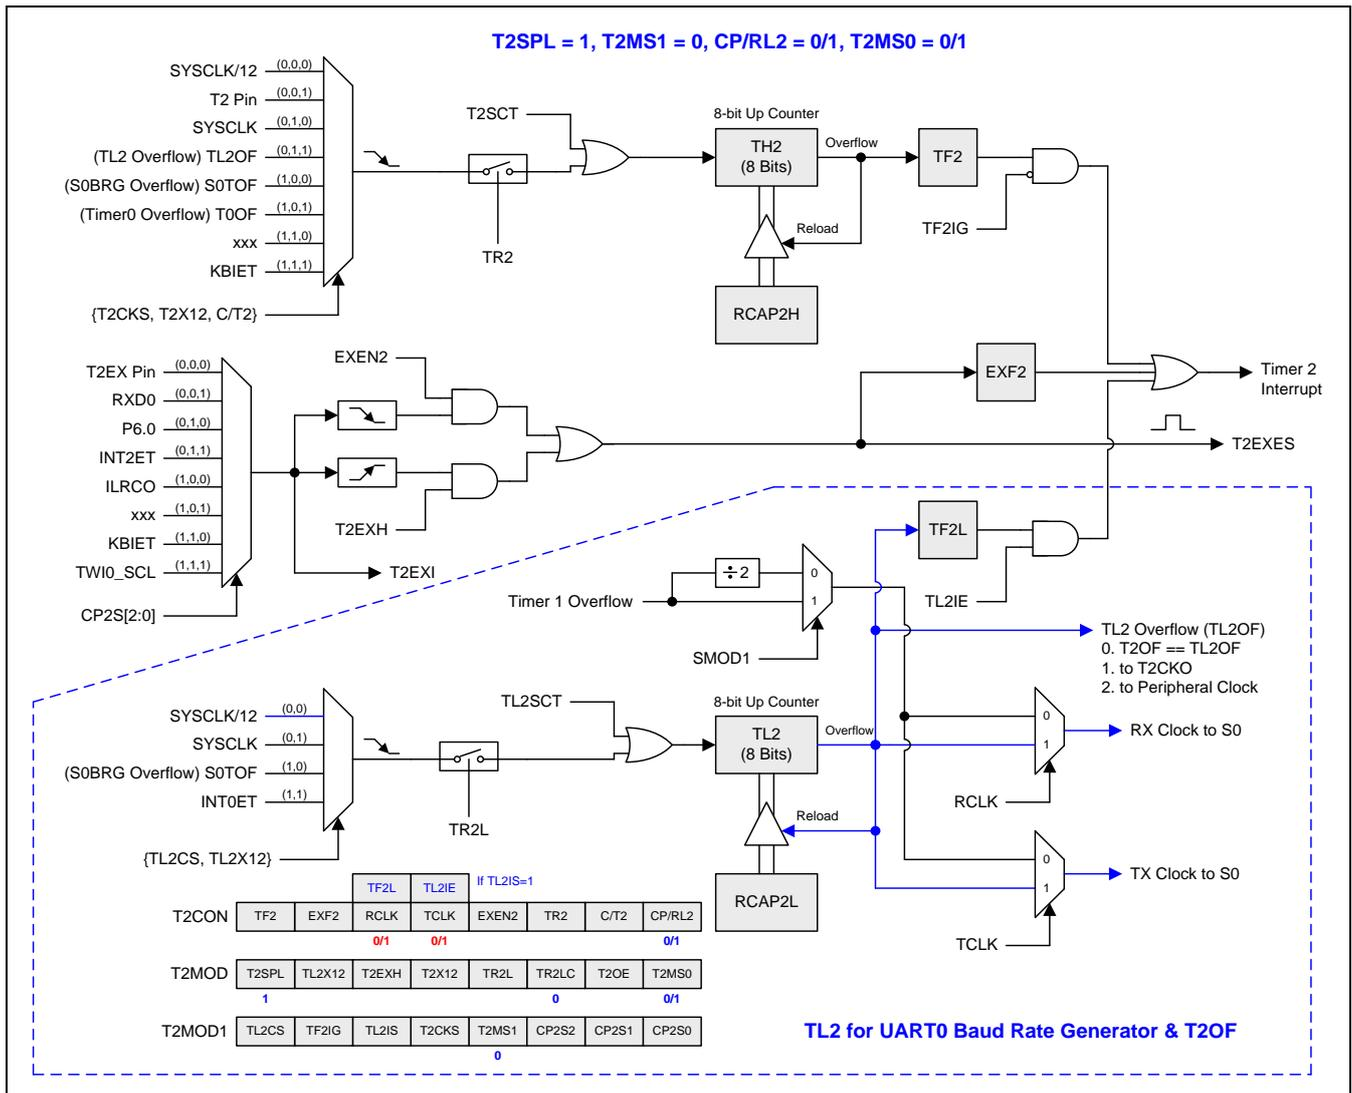 T2SPL = 1, T2MS1 = 0, CP/RL2 = 0/1, T2MS0 = 0/1
SYSCLK/12 (0,0,0)
T2 Pin (0,0,1)
SYSCLK (0,1,0)
(TL2 Overflow) TL2OF (0,1,1)
(S0BRG Overflow) S0TOF (1,0,0)
(Timer0 Overflow) T0OF (1,0,1)
xxx (1,1,0)
KBIET (1,1,1)
{T2CKS, T2X12, C/T2}
TR2
T2SCT
8-bit Up Counter
TH2
(8 Bits)
Overflow
Reload
RCAP2H
TF2
TF2IG
T2EX Pin (0,0,0)
RXD0 (0,0,1)
P6.0 (0,1,0)
INT2ET (0,1,1)
ILRCO (1,0,0)
xxx (1,0,1)
KBIET (1,1,0)
TWI0_SCL (1,1,1)
CP2S[2:0]
EXEN2
T2EXH
T2EXI
EXF2
Timer 2
Interrupt
T2EXES
TF2L
TL2IE
Timer 1 Overflow
÷2
0
1
SMOD1
TL2 Overflow (TL2OF)
0. T2OF == TL2OF
1. to T2CKO
2. to Peripheral Clock
SYSCLK/12 (0,0)
SYSCLK (0,1)
(S0BRG Overflow) S0TOF (1,0)
INT0ET (1,1)
{TL2CS, TL2X12}
TR2L
TL2SCT
8-bit Up Counter
TL2
(8 Bits)
Overflow
Reload
RCAP2L
0
1
RX Clock to S0
RCLK
0
1
TX Clock to S0
TCLK
TF2L TL2IE If TL2IS=1
T2CON TF2 EXF2 RCLK TCLK EXEN2 TR2 C/T2 CP/RL2
0/1 0/1 0/1
T2MOD T2SPL TL2X12 T2EXH T2X12 TR2L TR2LC T2OE T2MS0
1 0 0/1
T2MOD1 TL2CS TF2IG TL2IS T2CKS T2MS1 CP2S2 CP2S1 CP2S0
0
TL2 for UART0 Baud Rate Generator & T2OF